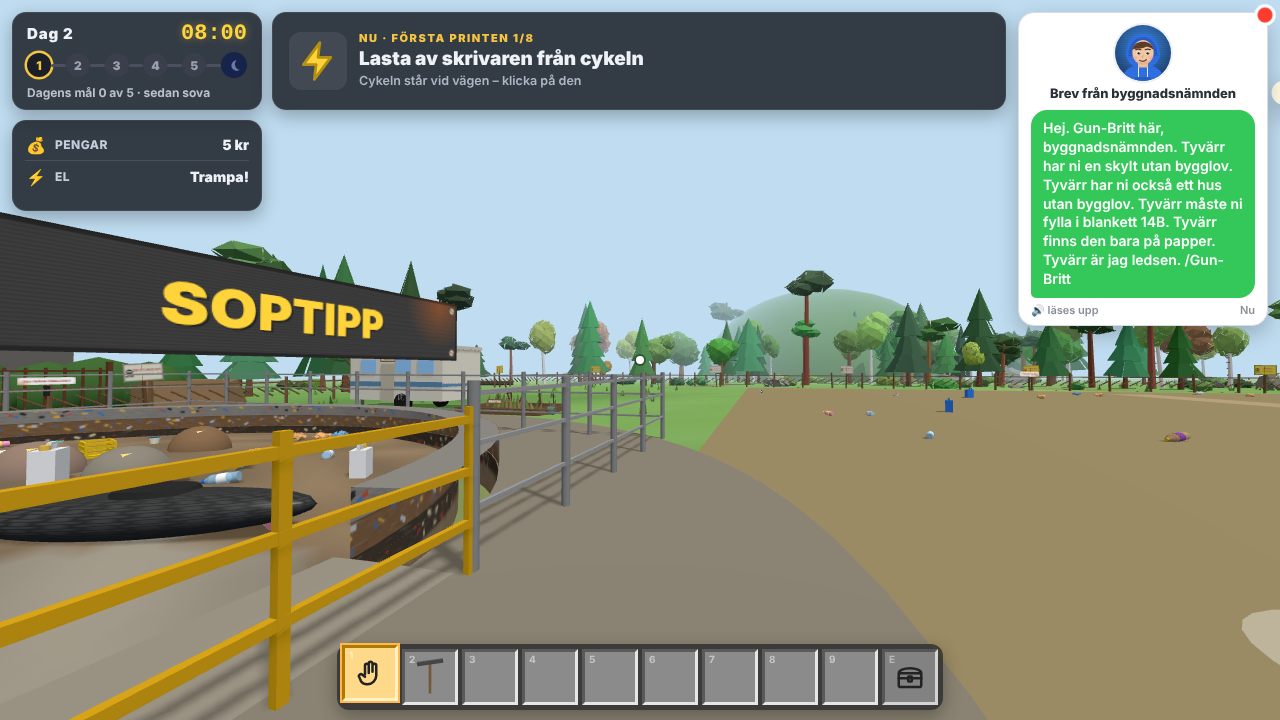 Dag 2
08:00
1
2
3
4
5
Dagens mål 0 av 5 · sedan sova
PENGAR
5 kr
EL
Trampa!
NU · FÖRSTA PRINTEN 1/8
Lasta av skrivaren från cykeln
Cykeln står vid vägen – klicka på den
Brev från byggnadsnämnden
Hej. Gun-Britt här,
byggnadsnämnden. Tyvärr
har ni en skylt utan bygglov.
Tyvärr har ni också ett hus
utan bygglov. Tyvärr måste ni
fylla i blankett 14B. Tyvärr
finns den bara på papper.
Tyvärr är jag ledsen. /Gun-
Britt
läses upp
Nu
SOPTIPP
1
2
3
4
5
6
7
8
9
E